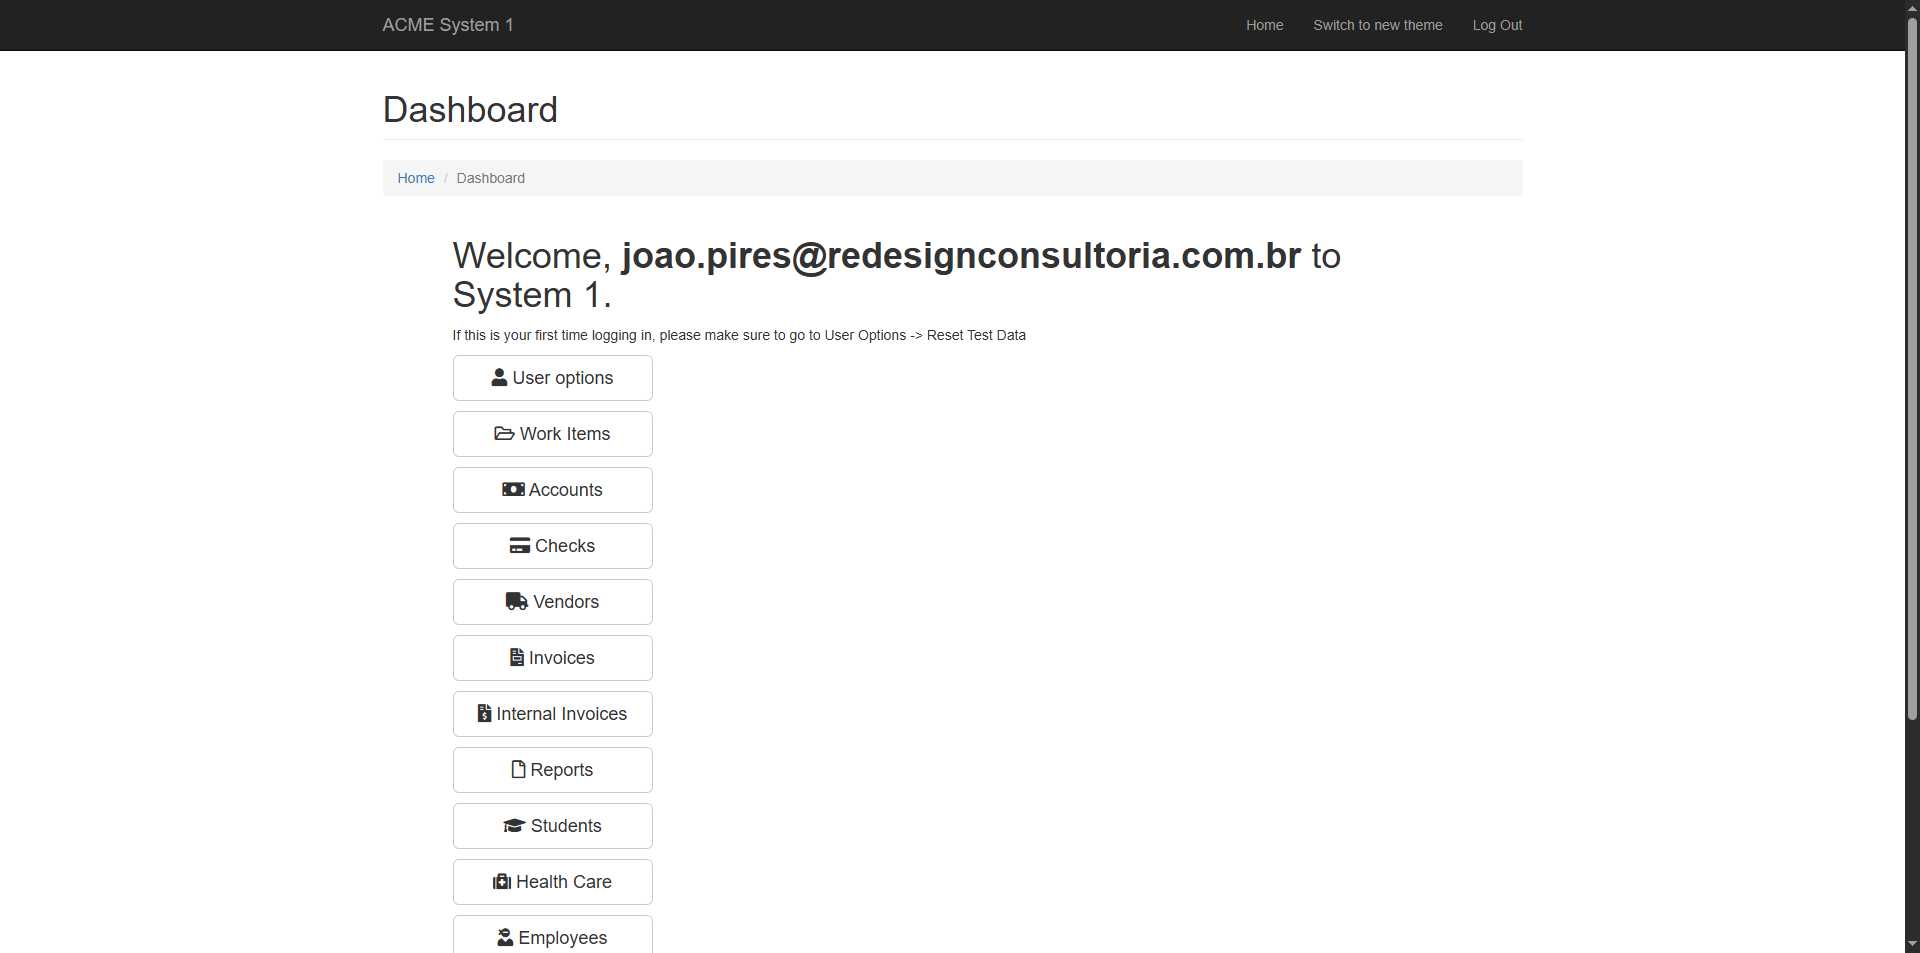 ACME System 1
Home
Switch to new theme
Log Out
Dashboard
Home / Dashboard
Welcome, joao.pires@redesignconsultoria.com.br to
System 1.
If this is your first time logging in, please make sure to go to User Options -> Reset Test Data
User options
Work Items
Accounts
Checks
Vendors
Invoices
Internal Invoices
Reports
Students
Health Care
Employees